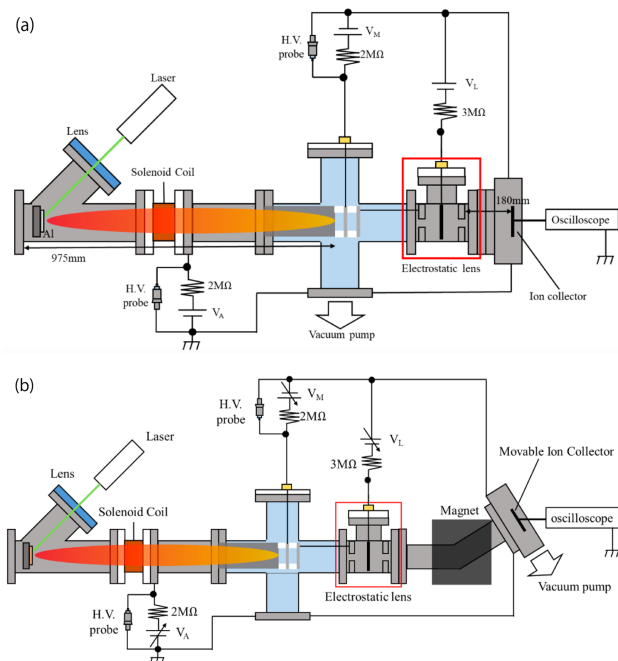 (a)
Laser
Lens
Solenoid Coil
Al
975mm
H.V.
probe
2MΩ
V_A
H.V.
probe
V_M
2MΩ
V_L
3MΩ
180mm
Electrostatic lens
Vacuum pump
Oscilloscope
Ion collector
(b)
Laser
Lens
Solenoid Coil
H.V.
probe
2MΩ
V_A
H.V.
probe
V_M
2MΩ
V_L
3MΩ
Electrostatic lens
Magnet
Movable Ion Collector
oscilloscope
Vacuum pump